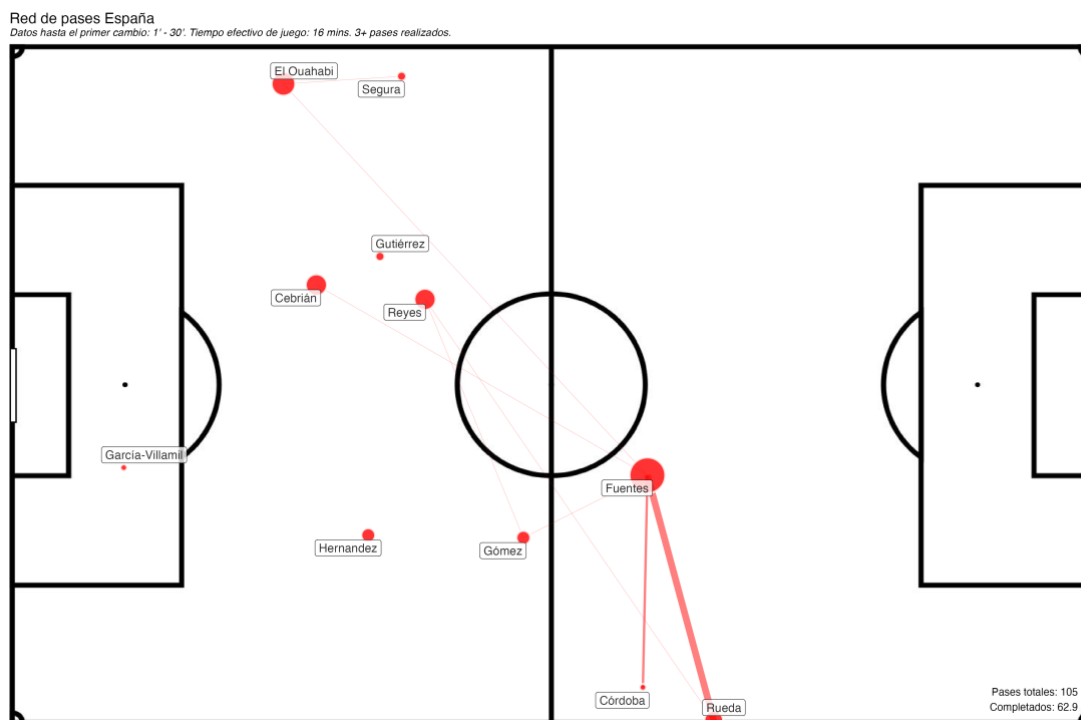 Red de pases España
Datos hasta el primer cambio: 1' - 30'. Tiempo efectivo de juego: 16 mins. 3+ pases realizados.
El Ouahabi
Segura
Gutiérrez
Cebrián
Reyes
García-Villamil
Fuentes
Hernandez
Gómez
Córdoba
Rueda
Pases totales: 105
Completados: 62.9